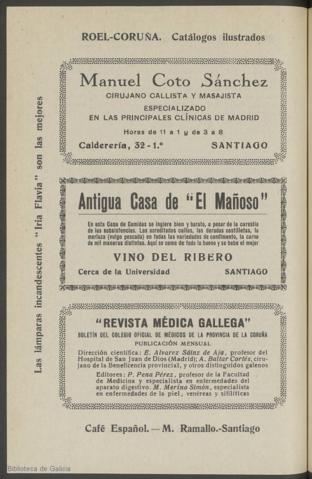 ROEL-CORUÑA. Catálogos ilustrados
Las lámparas incandescentes "Iria Flavia" son las mejores
Manuel Coto Sánchez
CIRUJANO CALLISTA Y MASAJISTA
ESPECIALIZADO
EN LAS PRINCIPALES CLÍNICAS DE MADRID
Horas de 11 a 1 y de 3 a 8
Calderería, 32 - 1.º SANTIAGO
Antigua Casa de "El Mañoso"
En esta Casa de Comidas se ingiere bien y barato, a pesar de la carestía
de las subsistencias. Los acreditados callos, las doradas costilletas, la
merluza (volge pescada) en todas las variedades de condimento, la carne
de mil maneras distintas. Aquí se come de todo lo bueno y se bebe el mejor
VINO DEL RIBERO
Cerca de la Universidad SANTIAGO
"REVISTA MÉDICA GALLEGA"
BOLETÍN DEL COLEGIO OFICIAL DE MÉDICOS DE LA PROVINCIA DE LA CORUÑA
PUBLICACIÓN MENSUAL
Dirección científica: E. Alvarez Sáinz de Aja, profesor del
Hospital de San Juan de Dios (Madrid); A. Baltar Cortés, ciru-
jano de la Beneficencia provincial, y otros distinguidos galenos
Editores: P. Pena Pérez, profesor de la Facultad
de Medicina y especialista en enfermedades del
aparato digestivo. M. Merino Simón, especialista
en enfermedades de la piel, venéreas y sifilíticas
Café Español.—M. Ramallo.-Santiago
Biblioteca de Galicia